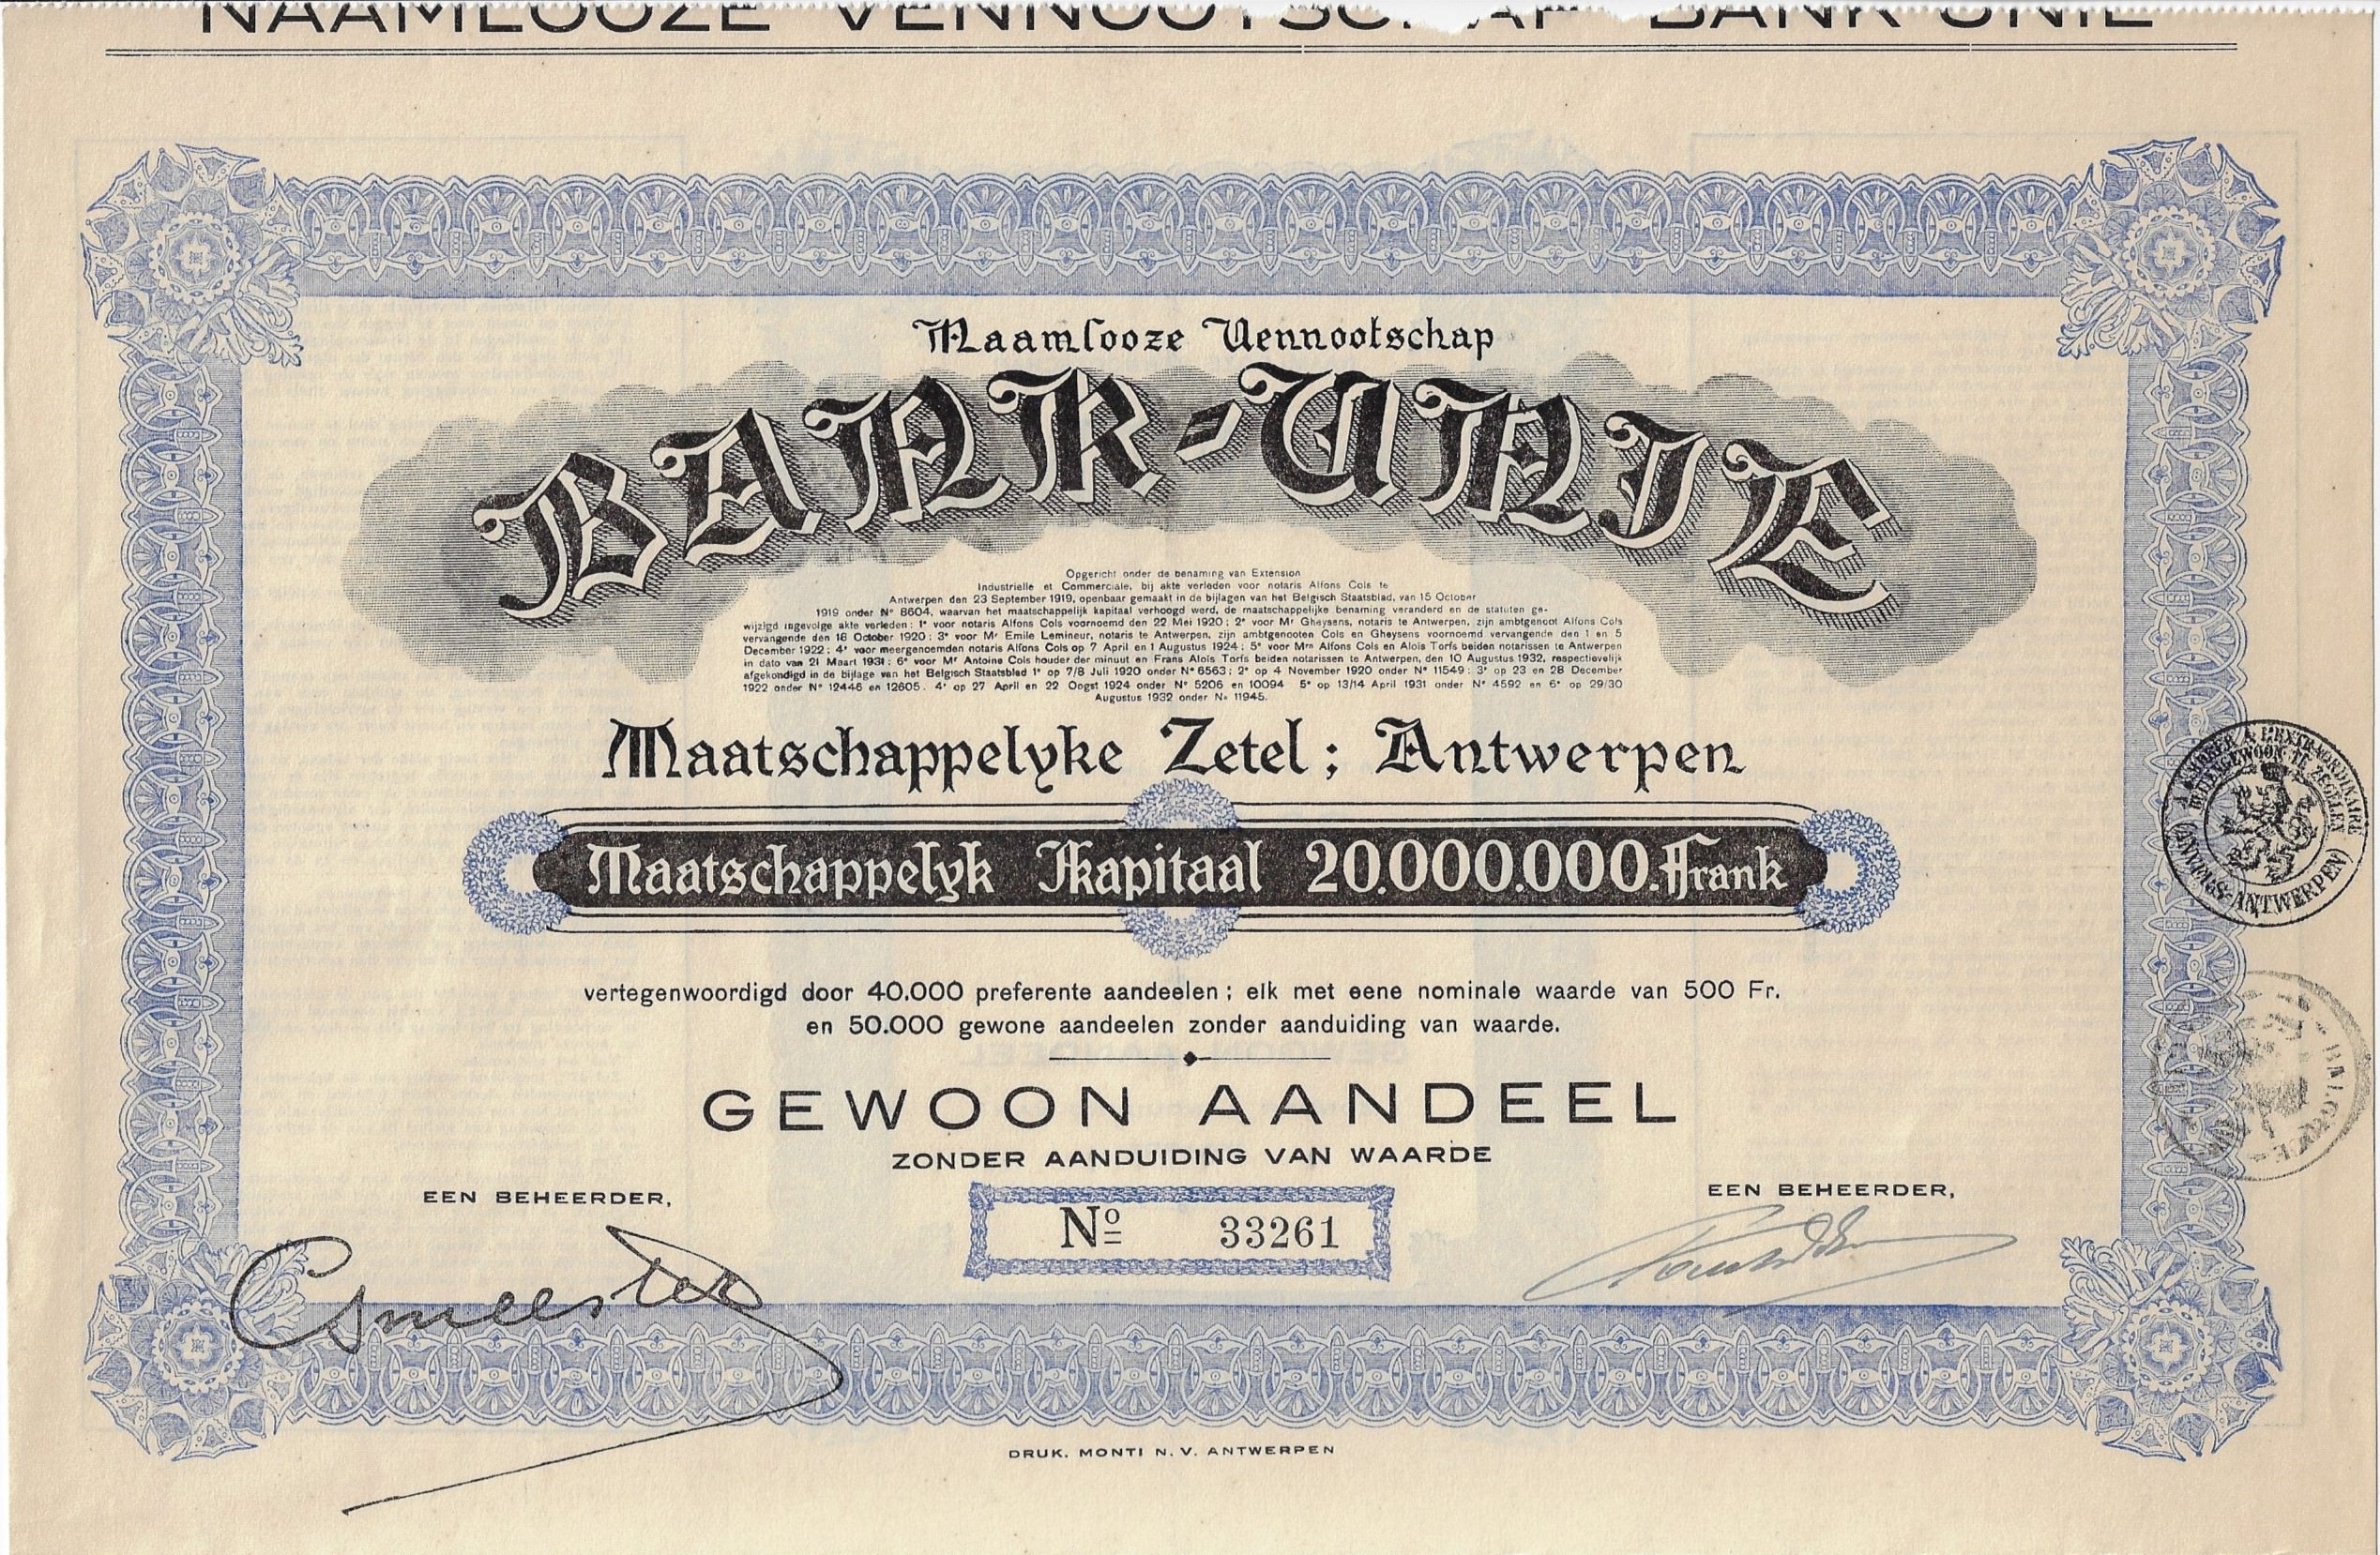 NAAMLOOZE VENNOOTSCHAP BANK-UNIE
Naamlooze Vennootschap
BANK-UNIE
Opgericht onder de benaming van Extension
Industrielle et Commerciale, bij akte verleden voor notaris Alfons Cols te
Antwerpen den 23 September 1919, openbaar gemaakt in de bijlagen van het Belgisch Staatsblad, van 15 October
1919 onder N° 8604, waarvan het maatschappelijk kapitaal verhoogd werd, de maatschappelijke benaming veranderd en de statuten ge-
wijzigd ingevolge akte verleden : 1° voor notaris Alfons Cols voornoemd den 22 Mei 1920 ; 2° voor Mr Gheysens, notaris te Antwerpen, zijn ambtgenoot Alfons Cols
vervangende den 18 October 1920 ; 3° voor Mr Emile Lemineur, notaris te Antwerpen, zijn ambtgenooten Cols en Gheysens voornoemd vervangende den 1 en 5
December 1922 ; 4° voor meergenoemden notaris Alfons Cols op 7 April en 1 Augustus 1924 ; 5° voor Mrs Alfons Cols en Alois Torfs beiden notarissen te Antwerpen
in dato van 21 Maart 1931 ; 6° voor Mr Antoine Cols houder der minuut en Frans Alois Torfs beiden notarissen te Antwerpen, den 10 Augustus 1932, respectievelijk
afgekondigd in de bijlage van het Belgisch Staatsblad 1° op 7/8 Juli 1920 onder N° 6563 ; 2° op 4 November 1920 onder N° 11549 ; 3° op 23 en 28 December
1922 onder N° 12446 en 12605. 4° op 27 April en 22 Oogst 1924 onder N° 5206 en 10094 5° op 13/14 April 1931 onder N° 4592 en 6° op 29/30
Augustus 1932 onder N° 11945.
Maatschappelyke Zetel ; Antwerpen
Maatschappelyk Kapitaal 20.000.000. Frank
A L'EXTRAORDINAIRE
BUITENGEWOON TE ZEGELEN
(ANVERS-ANTWERPEN)
vertegenwoordigd door 40.000 preferente aandeelen ; elk met eene nominale waarde van 500 Fr.
en 50.000 gewone aandeelen zonder aanduiding van waarde.
GEWOON AANDEEL
ZONDER AANDUIDING VAN WAARDE
EEN BEHEERDER,
EEN BEHEERDER,
Nº 33261
DRUK. MONTI N. V. ANTWERPEN